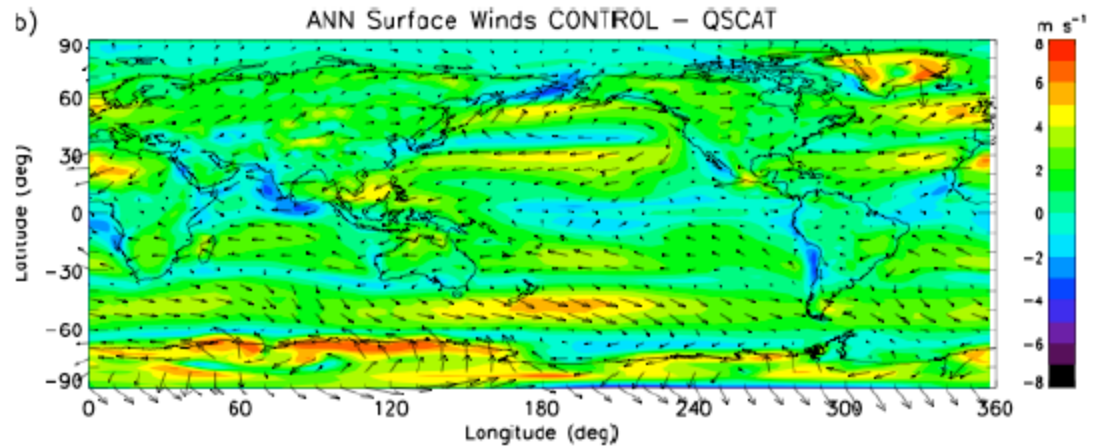 b)
ANN Surface Winds CONTROL - QSCAT
m s⁻¹
90
60
30
0
-30
-60
-90
Latitude (deg)
0 60 120 180 240 300 360
Longitude (deg)
8
6
4
2
0
-2
-4
-6
-8